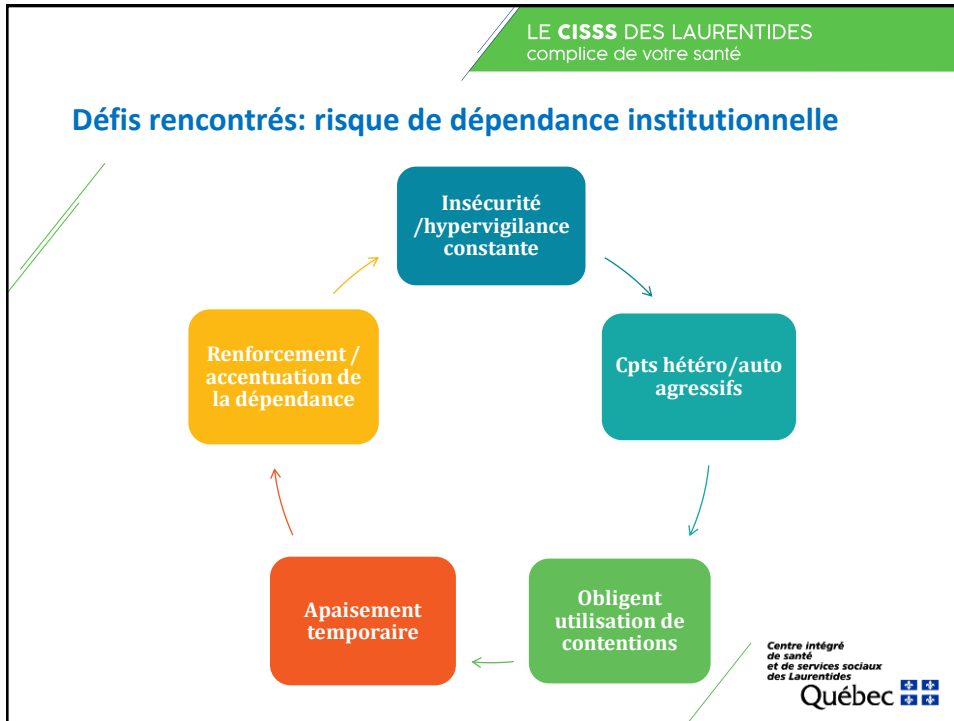 LE CISSS DES LAURENTIDES
complice de votre santé
Défis rencontrés: risque de dépendance institutionnelle
Insécurité
/hypervigilance
constante
Cpts hétéro/auto
agressifs
Obligent
utilisation de
contentions
Apaisement
temporaire
Renforcement /
accentuation de
la dépendance
Centre intégré
de santé
et de services sociaux
des Laurentides
Québec